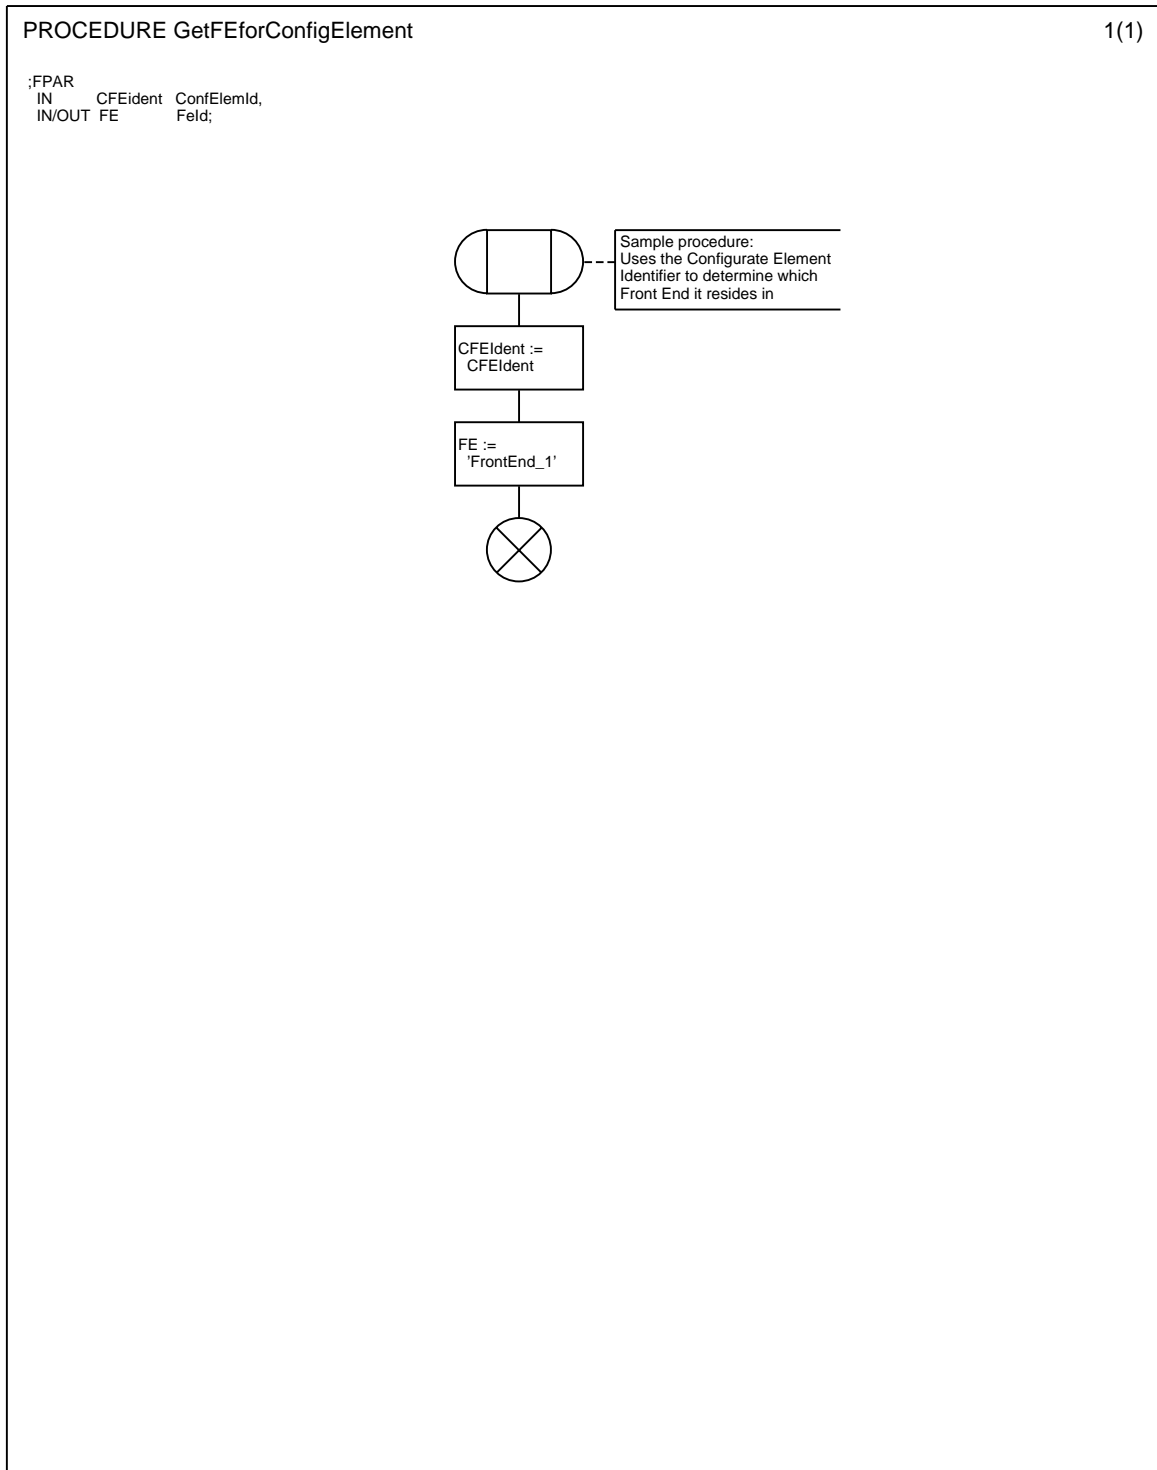 PROCEDURE GetFEforConfigElement 1(1)
;FPAR
IN CFEident ConfElemId,
IN/OUT FE FeId;
Sample procedure:
Uses the Configurate Element
Identifier to determine which
Front End it resides in
CFEIdent :=
CFEIdent
FE :=
'FrontEnd_1’